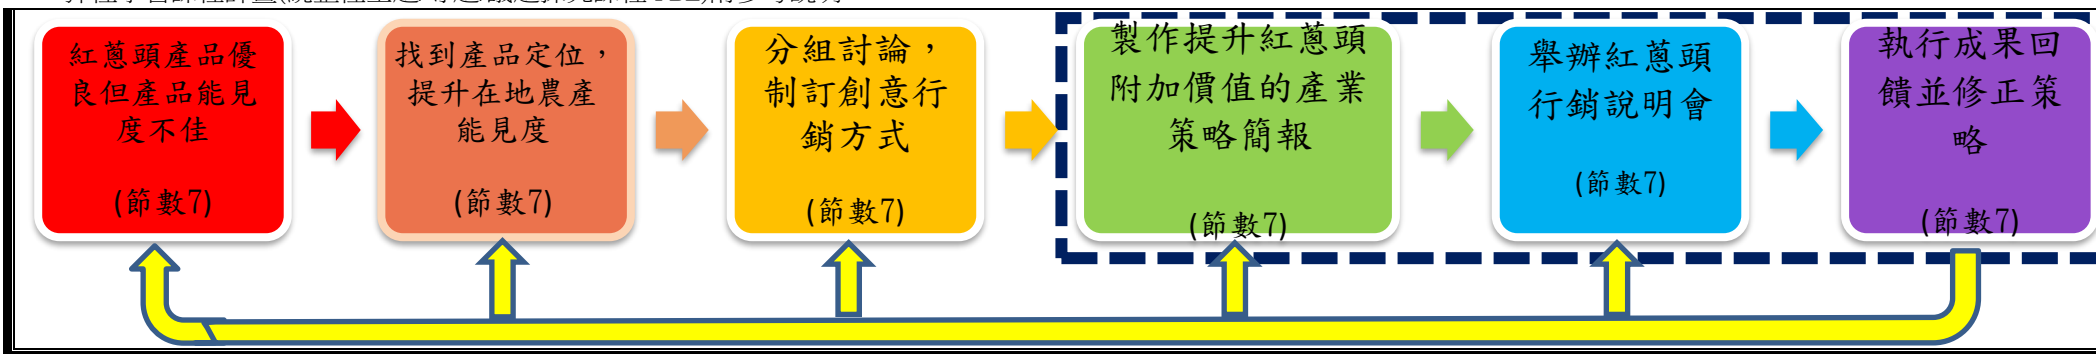 紅蔥頭產品優
良但產品能見
度不佳
(節數7)
找到產品定位，
提升在地農產
能見度
(節數7)
分組討論，
制訂創意行
銷方式
(節數7)
製作提升紅蔥頭
附加價值的產業
策略簡報
(節數7)
舉辦紅蔥頭
行銷說明會
(節數7)
執行成果回
饋並修正策
略
(節數7)